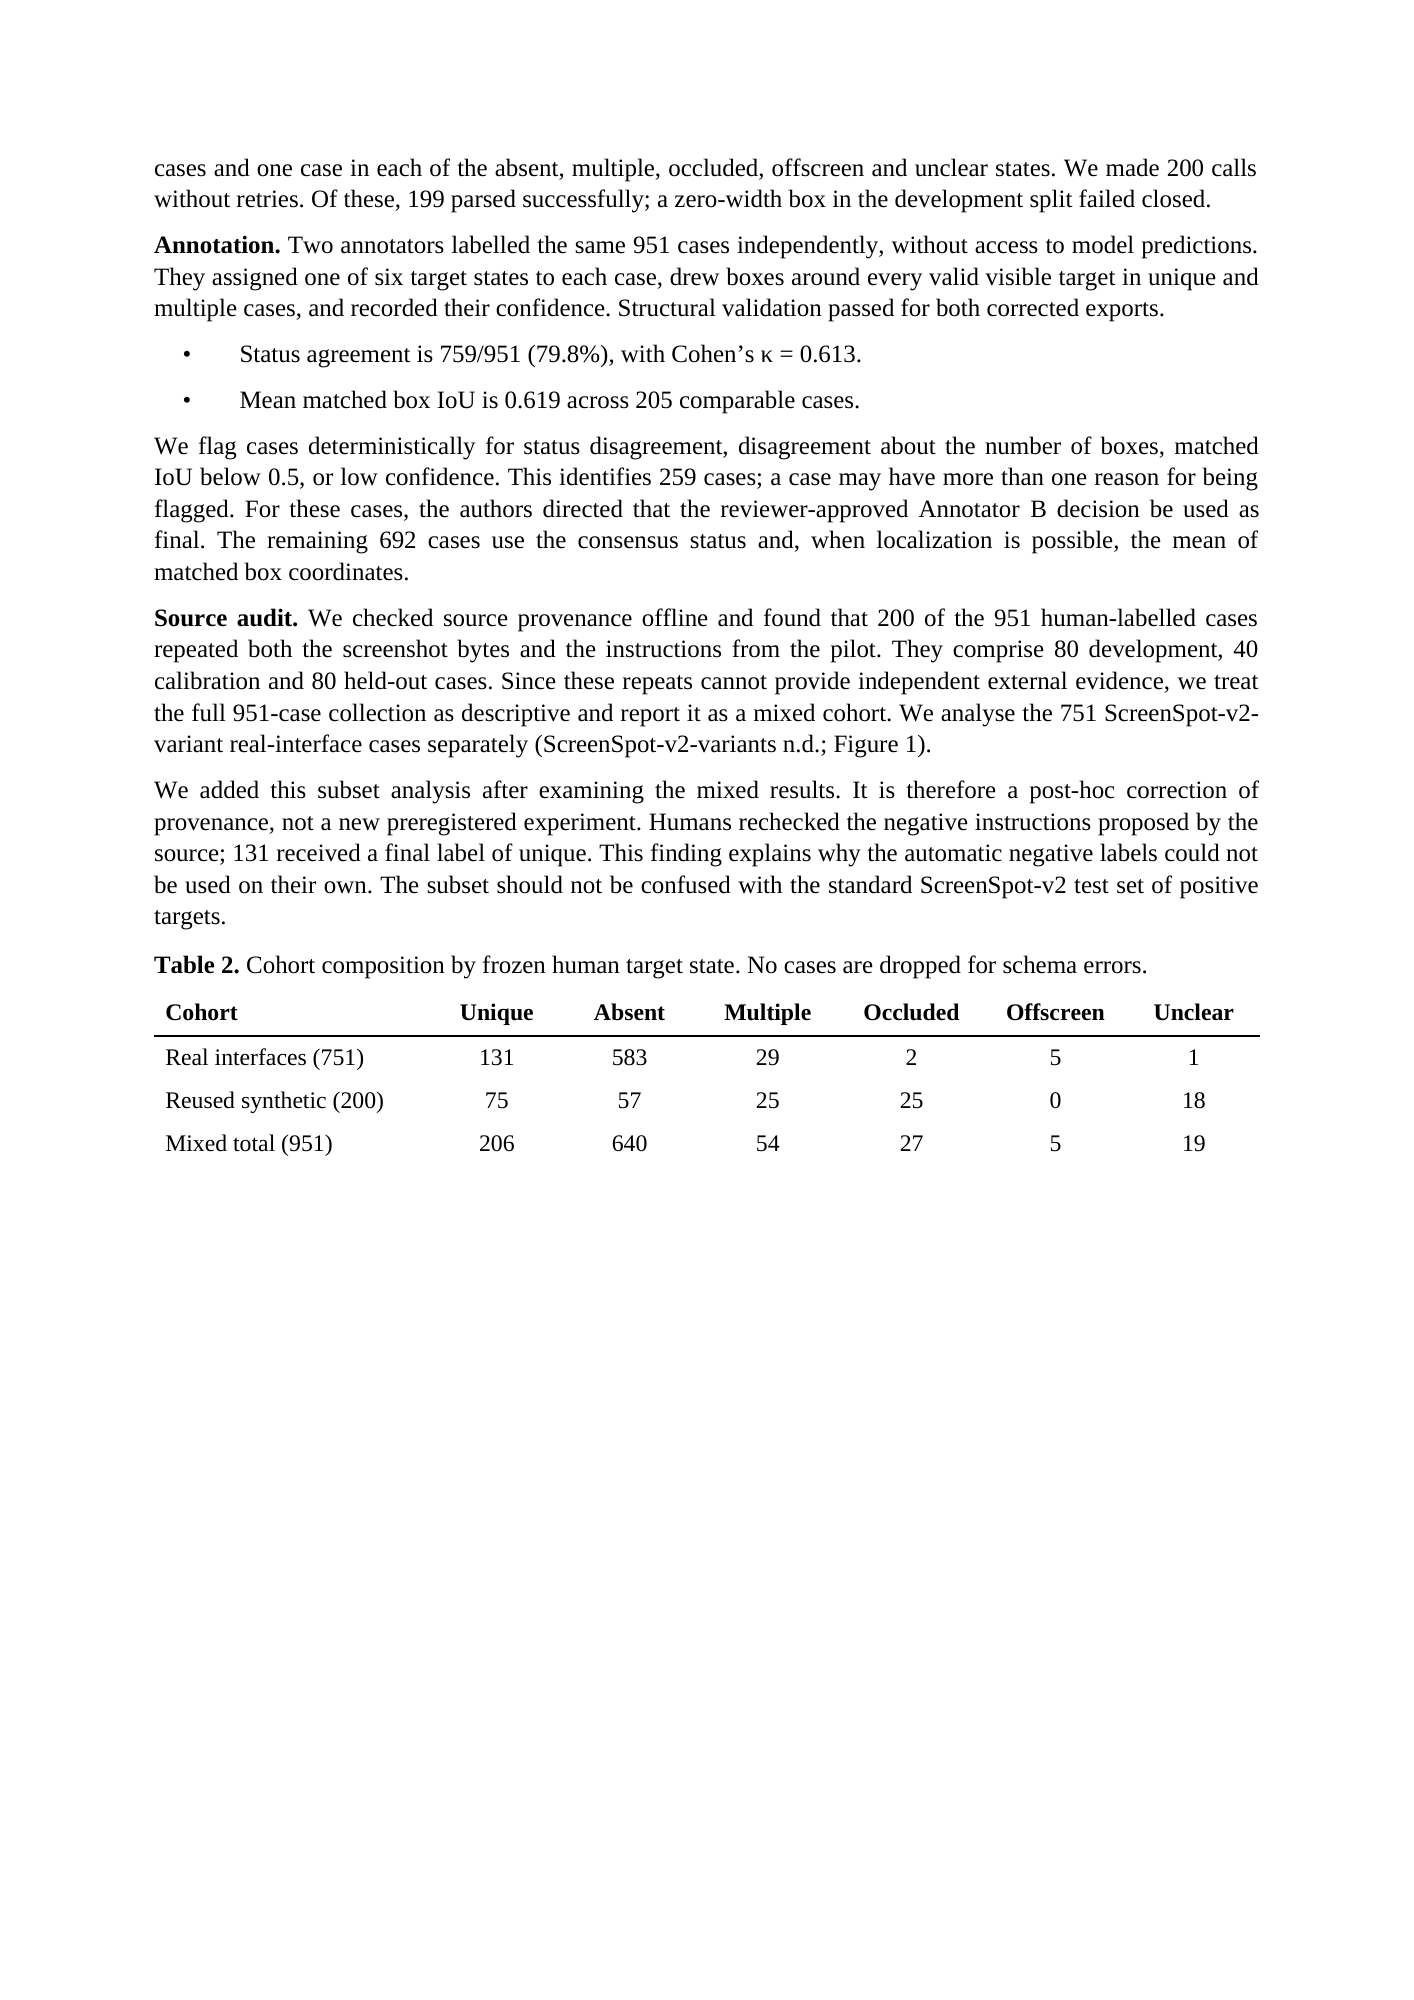 cases and one case in each of the absent, multiple, occluded, offscreen and unclear states. We made 200 calls
without retries. Of these, 199 parsed successfully; a zero-width box in the development split failed closed.
Annotation. Two annotators labelled the same 951 cases independently, without access to model predictions.
They assigned one of six target states to each case, drew boxes around every valid visible target in unique and
multiple cases, and recorded their confidence. Structural validation passed for both corrected exports.
• Status agreement is 759/951 (79.8%), with Cohen’s κ = 0.613.
• Mean matched box IoU is 0.619 across 205 comparable cases.
We flag cases deterministically for status disagreement, disagreement about the number of boxes, matched
IoU below 0.5, or low confidence. This identifies 259 cases; a case may have more than one reason for being
flagged. For these cases, the authors directed that the reviewer-approved Annotator B decision be used as
final. The remaining 692 cases use the consensus status and, when localization is possible, the mean of
matched box coordinates.
Source audit. We checked source provenance offline and found that 200 of the 951 human-labelled cases
repeated both the screenshot bytes and the instructions from the pilot. They comprise 80 development, 40
calibration and 80 held-out cases. Since these repeats cannot provide independent external evidence, we treat
the full 951-case collection as descriptive and report it as a mixed cohort. We analyse the 751 ScreenSpot-v2-
variant real-interface cases separately (ScreenSpot-v2-variants n.d.; Figure 1).
We added this subset analysis after examining the mixed results. It is therefore a post-hoc correction of
provenance, not a new preregistered experiment. Humans rechecked the negative instructions proposed by the
source; 131 received a final label of unique. This finding explains why the automatic negative labels could not
be used on their own. The subset should not be confused with the standard ScreenSpot-v2 test set of positive
targets.
Table 2. Cohort composition by frozen human target state. No cases are dropped for schema errors.
Cohort Unique Absent Multiple Occluded Offscreen Unclear
Real interfaces (751) 131 583 29 2 5 1
Reused synthetic (200) 75 57 25 25 0 18
Mixed total (951) 206 640 54 27 5 19